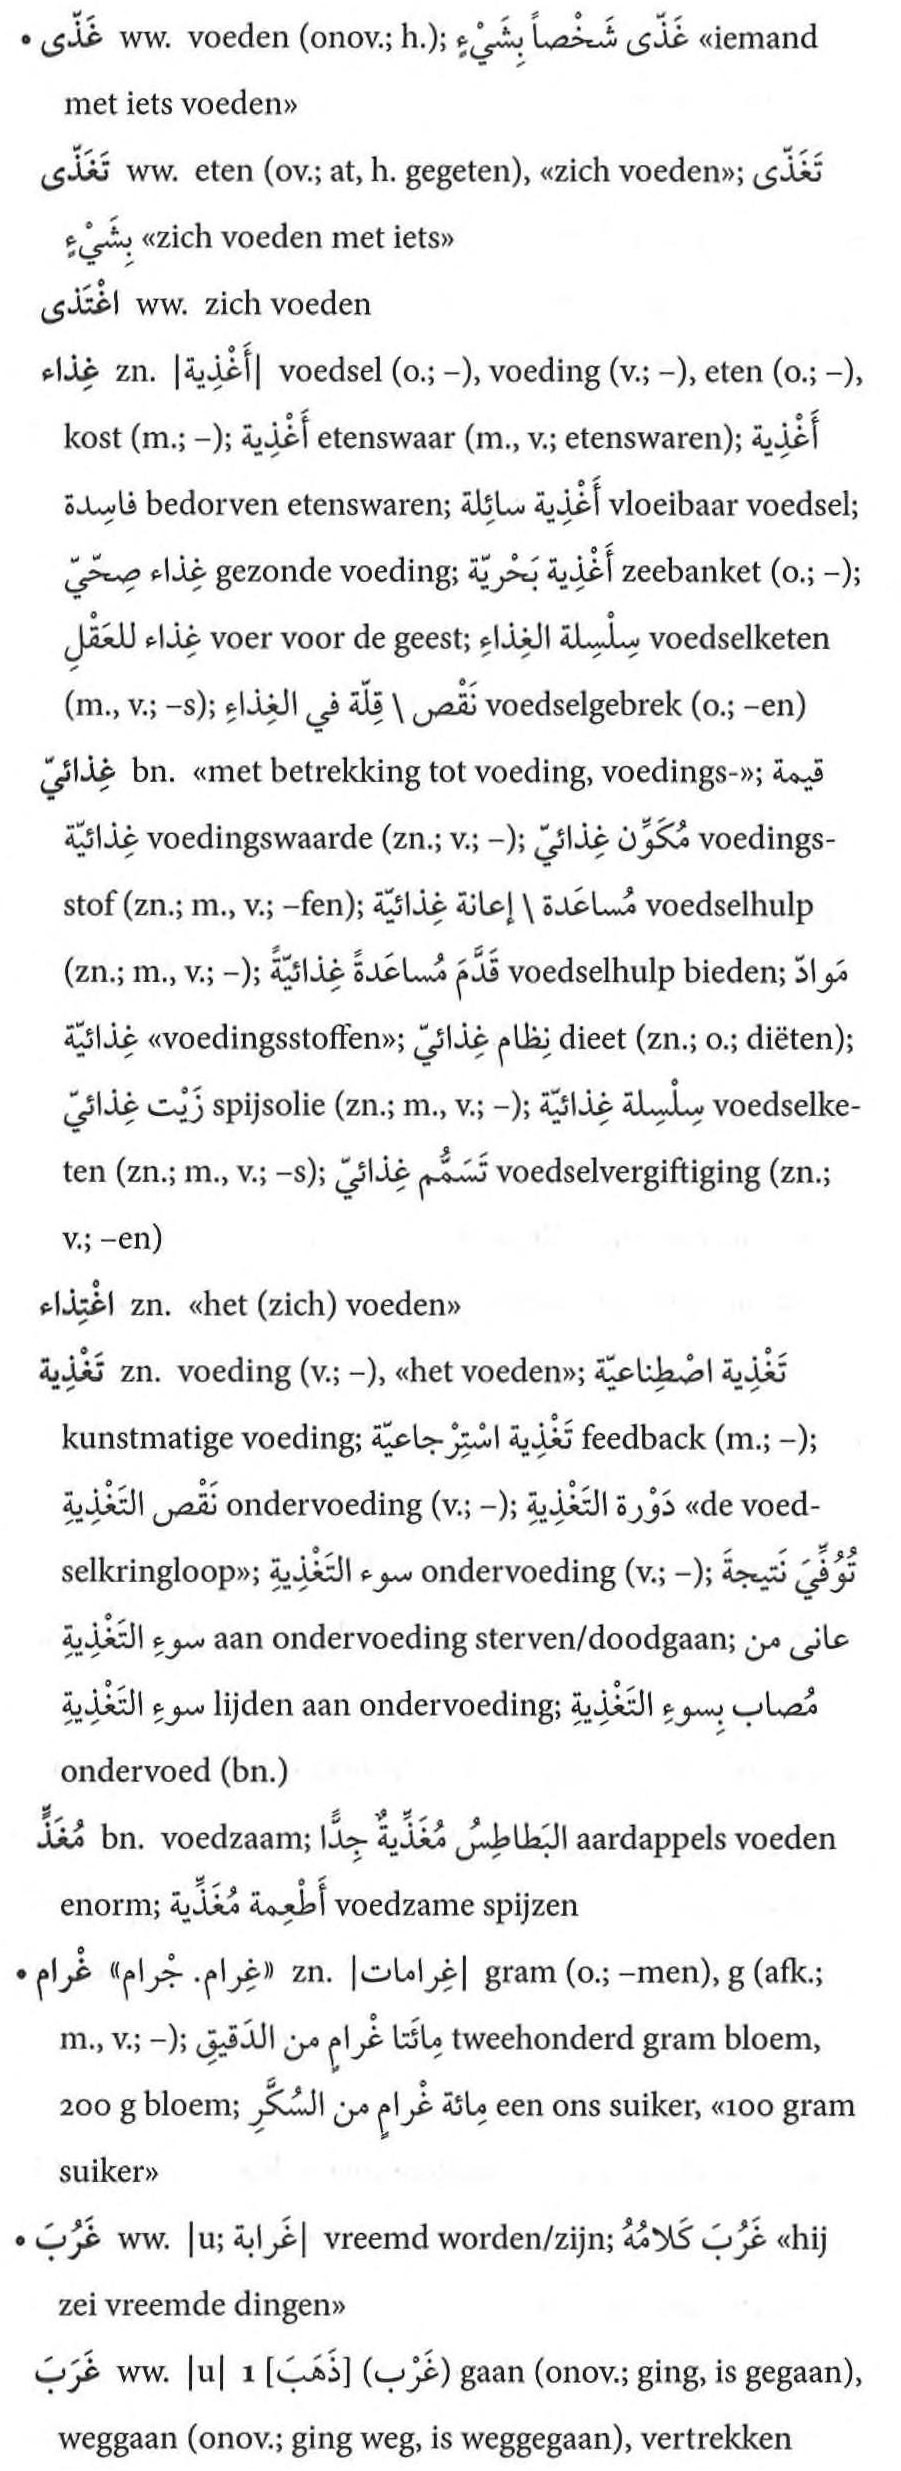 • غَذّى ww. voeden (onov.; h.); غَذّى شَخْصاً بِشَيْءٍ «iemand
met iets voeden»
تَغَذّى ww. eten (ov.; at, h. gegeten), «zich voeden»; تَغَذّى
بِشَيْءٍ «zich voeden met iets»
اغْتَذى ww. zich voeden
غِذاء zn. |أَغْذِية| voedsel (o.; –), voeding (v.; –), eten (o.; –),
kost (m.; –); أَغْذِية etenswaar (m., v.; etenswaren); أَغْذِية
فاسِدة bedorven etenswaren; أَغْذِية سائِلة vloeibaar voedsel;
غِذاء صِحّيّ gezonde voeding; أَغْذِية بَحْريّة zeebanket (o.; –);
غِذاء للعَقْلِ voer voor de geest; سِلْسِلة الغِذاءِ voedselketen
(m., v.; –s); نَقْص \ قِلّة في الغِذاءِ voedselgebrek (o.; –en)
غِذائيّ bn. «met betrekking tot voeding, voedings-»; قيمة
غِذائيّة voedingswaarde (zn.; v.; –); مُكَوِّن غِذائيّ voedings-
stof (zn.; m., v.; –fen); مُساعَدة \ إعانة غِذائيّة voedselhulp
(zn.; m., v.; –); قَدَّمَ مُساعَدةً غِذائيّةً voedselhulp bieden; مَوادّ
غِذائيّة «voedingsstoffen»; نِظام غِذائيّ dieet (zn.; o.; diëten);
زَيْت غِذائيّ spijsolie (zn.; m., v.; –); سِلْسِلة غِذائيّة voedselke-
ten (zn.; m., v.; –s); تَسَمُّم غِذائيّ voedselvergiftiging (zn.;
v.; –en)
اغْتِذاء zn. «het (zich) voeden»
تَغْذِية zn. voeding (v.; –), «het voeden»; تَغْذِية اصْطِناعيّة
kunstmatige voeding; تَغْذِية اسْتِرْجاعيّة feedback (m.; –);
نَقْص التَغْذِيةِ ondervoeding (v.; –); دَوْرة التَغْذِيةِ «de voed-
selkringloop»; سوء التَغْذِيةِ ondervoeding (v.; –); تُوُفِّيَ نَتيجةَ
سوءِ التَغْذِيةِ aan ondervoeding sterven/doodgaan; عانى من
سوءِ التَغْذِيةِ lijden aan ondervoeding; مُصاب بِسوءِ التَغْذِيةِ
ondervoed (bn.)
مُغَذٍّ bn. voedzaam; البَطاطِسُ مُغَذِّيةٌ جِدًّا aardappels voeden
enorm; أَطْعِمة مُغَذِّية voedzame spijzen
• غْرام «غِرام. جْرام» zn. |غِرامات| gram (o.; –men), g (afk.;
m., v.; –); مِائَتا غْرامٍ من الدَقيقِ tweehonderd gram bloem,
200 g bloem; مِائة غْرامٍ من السُكَّرِ een ons suiker, «100 gram
suiker»
• غَرُبَ ww. |u; غَرابة| vreemd worden/zijn; غَرُبَ كَلامُهُ «hij
zei vreemde dingen»
غَرَبَ ww. |u| 1 [ذَهَبَ] (غَرْب) gaan (onov.; ging, is gegaan),
weggaan (onov.; ging weg, is weggegaan), vertrekken